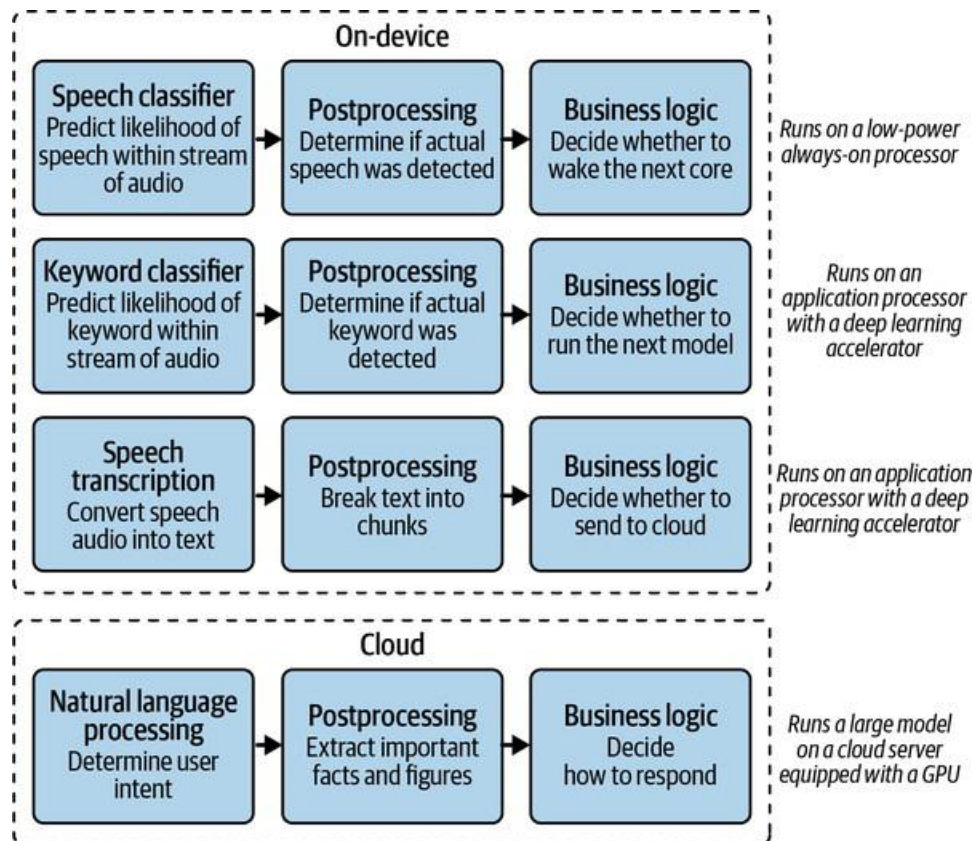 On-device
Speech classifier
Predict likelihood of
speech within stream
of audio
Postprocessing
Determine if actual
speech was detected
Business logic
Decide whether to
wake the next core
Runs on a low-power
always-on processor
Keyword classifier
Predict likelihood of
keyword within
stream of audio
Postprocessing
Determine if actual
keyword was
detected
Business logic
Decide whether to
run the next model
Runs on an
application processor
with a deep learning
accelerator
Speech
transcription
Convert speech
audio into text
Postprocessing
Break text into
chunks
Business logic
Decide whether to
send to cloud
Runs on an application
processor with a deep
learning accelerator
Cloud
Natural language
processing
Determine user
intent
Postprocessing
Extract important
facts and figures
Business logic
Decide
how to respond
Runs a large model
on a cloud server
equipped with a GPU